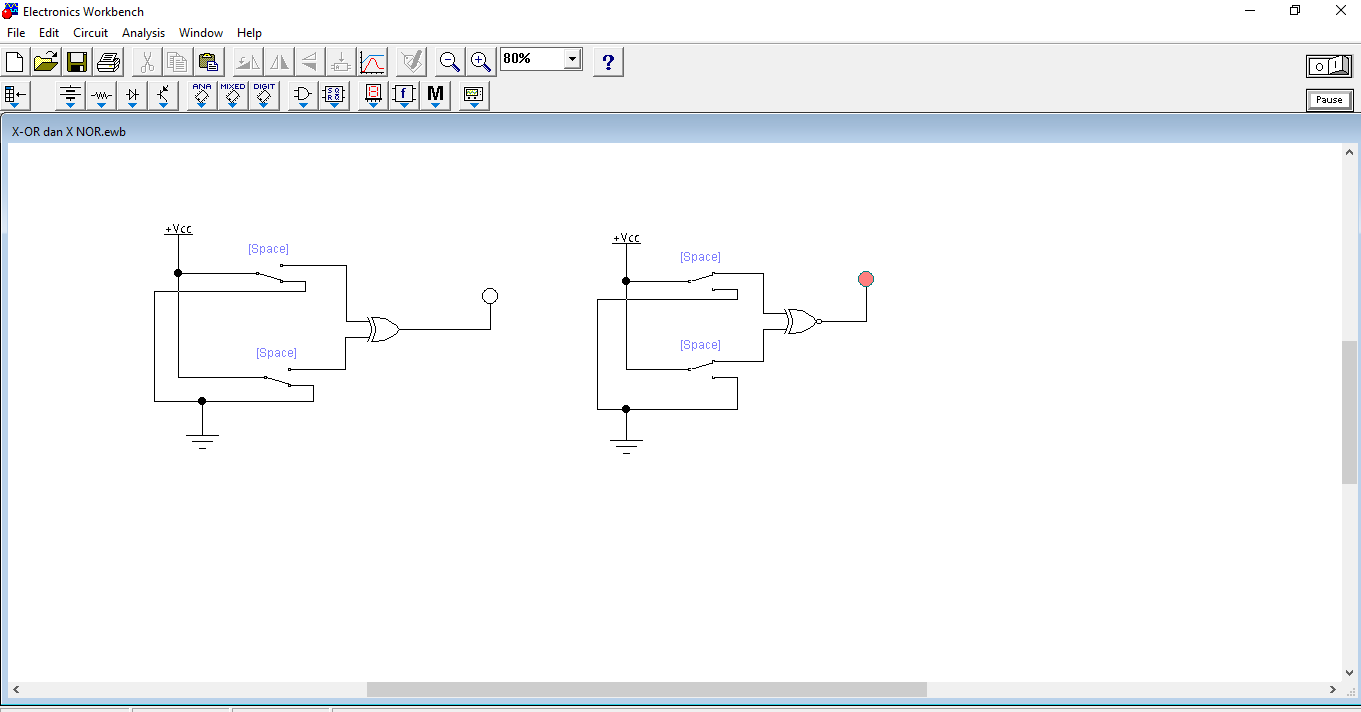 Electronics Workbench
File Edit Circuit Analysis Window Help
80%
?
O I
ANA MIXED DIGIT
f
M
Pause
X-OR dan X NOR.ewb
+Vcc
[Space]
[Space]
+Vcc
[Space]
[Space]